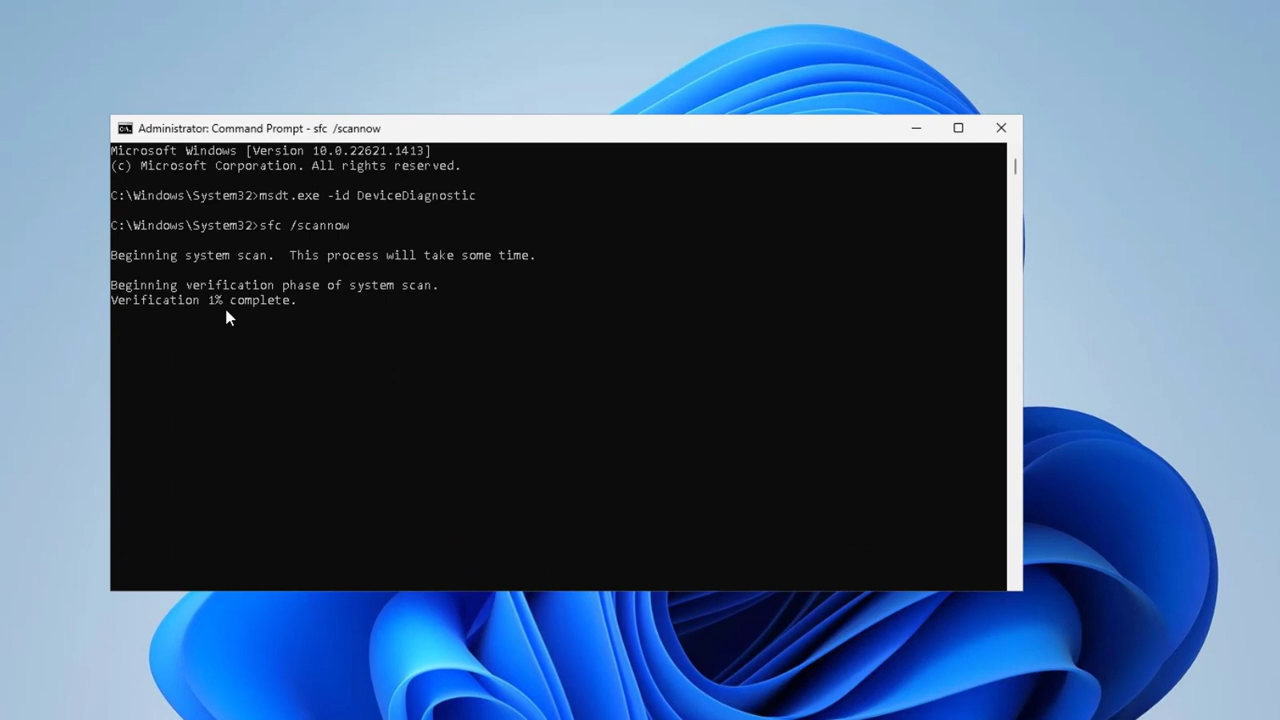 Administrator: Command Prompt - sfc  /scannow
Microsoft Windows [Version 10.0.22621.1413]
(c) Microsoft Corporation. All rights reserved.
C:\Windows\System32>msdt.exe -id DeviceDiagnostic
C:\Windows\System32>sfc /scannow
Beginning system scan.  This process will take some time.
Beginning verification phase of system scan.
Verification 1% complete.